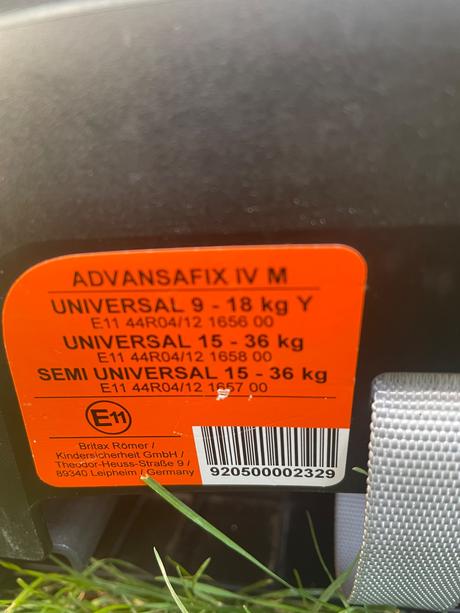 ADVANSAFIX IV M
UNIVERSAL 9 - 18 kg Y
E11 44R04/12 1656 00
UNIVERSAL 15 - 36 kg
E11 44R04/12 1658 00
SEMI UNIVERSAL 15 - 36 kg
E11 44R04/12 1657 00
E11
Britax Römer /
Kindersicherheit GmbH /
Theodor-Heuss-Straße 9 /
89340 Leipheim / Germany
920500002329